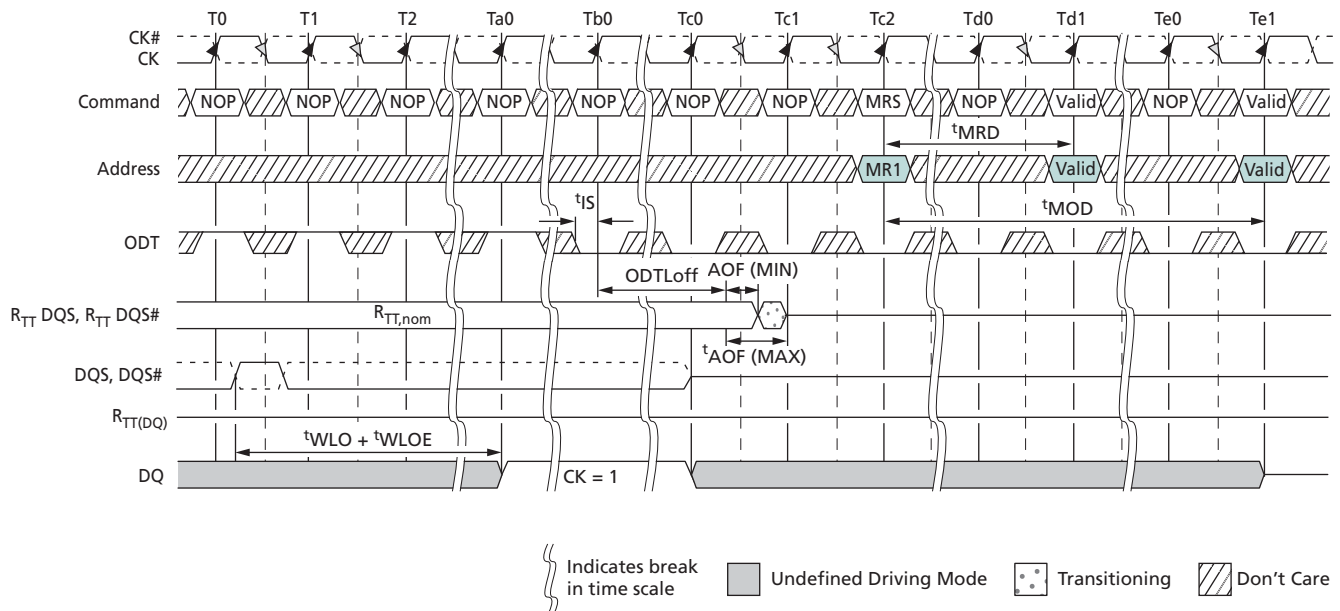 T0 T1 T2 Ta0 Tb0 Tc0 Tc1 Tc2 Td0 Td1 Te0 Te1
CK#
CK
Command NOP NOP NOP NOP NOP NOP NOP MRS NOP Valid NOP Valid
tMRD
Address MR1 Valid Valid
tIS tMOD
ODT
ODTLoff AOF (MIN)
RTT DQS, RTT DQS# RTT,nom
tAOF (MAX)
DQS, DQS#
RTT(DQ)
tWLO + tWLOE
DQ CK = 1
Indicates break
in time scale
Undefined Driving Mode Transitioning Don't Care